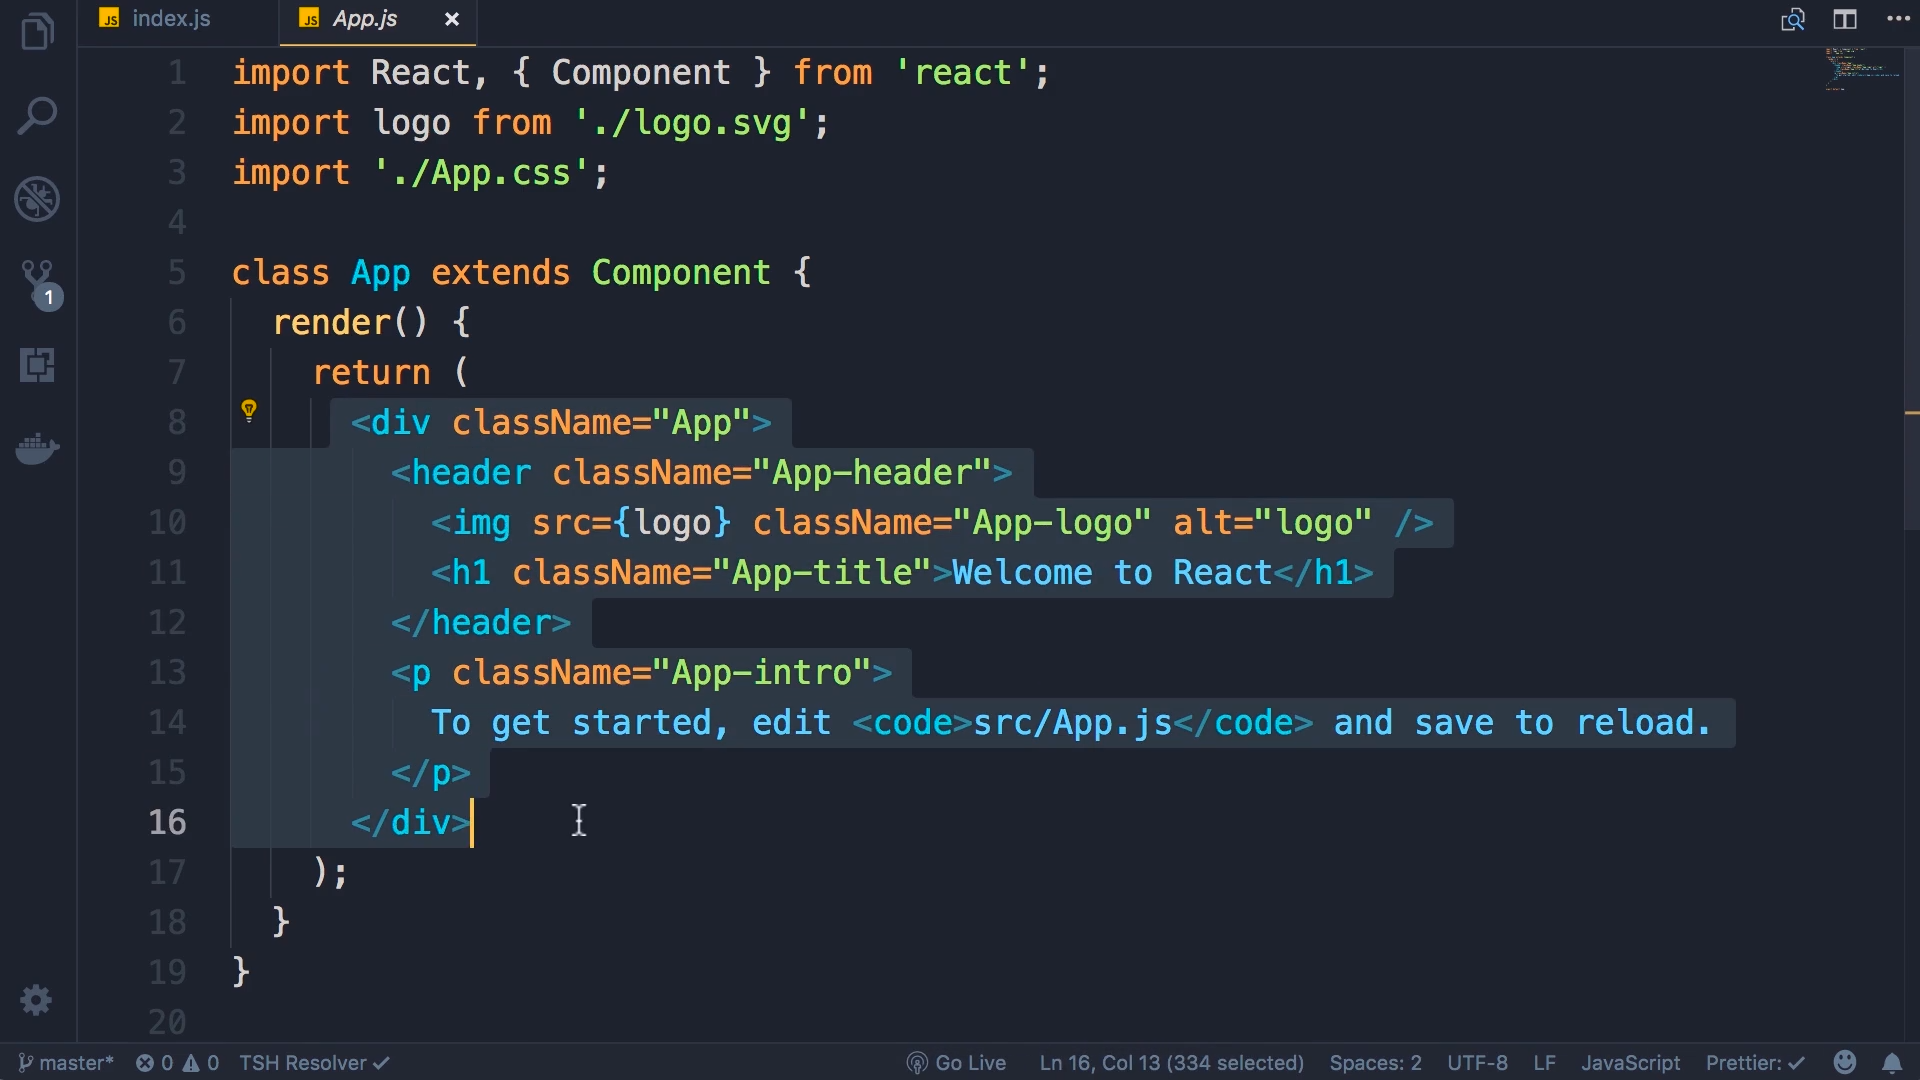 JS index.js
JS App.js ×
1 import React, { Component } from 'react';
2 import logo from './logo.svg';
3 import './App.css';
4
5 class App extends Component {
6 render() {
7 return (
8 <div className="App">
9 <header className="App-header">
10 <img src={logo} className="App-logo" alt="logo" />
11 <h1 className="App-title">Welcome to React</h1>
12 </header>
13 <p className="App-intro">
14 To get started, edit <code>src/App.js</code> and save to reload.
15 </p>
16 </div>
17 );
18 }
19 }
20
1
master* 0 0 TSH Resolver ✓ Go Live Ln 16, Col 13 (334 selected) Spaces: 2 UTF-8 LF JavaScript Prettier: ✓